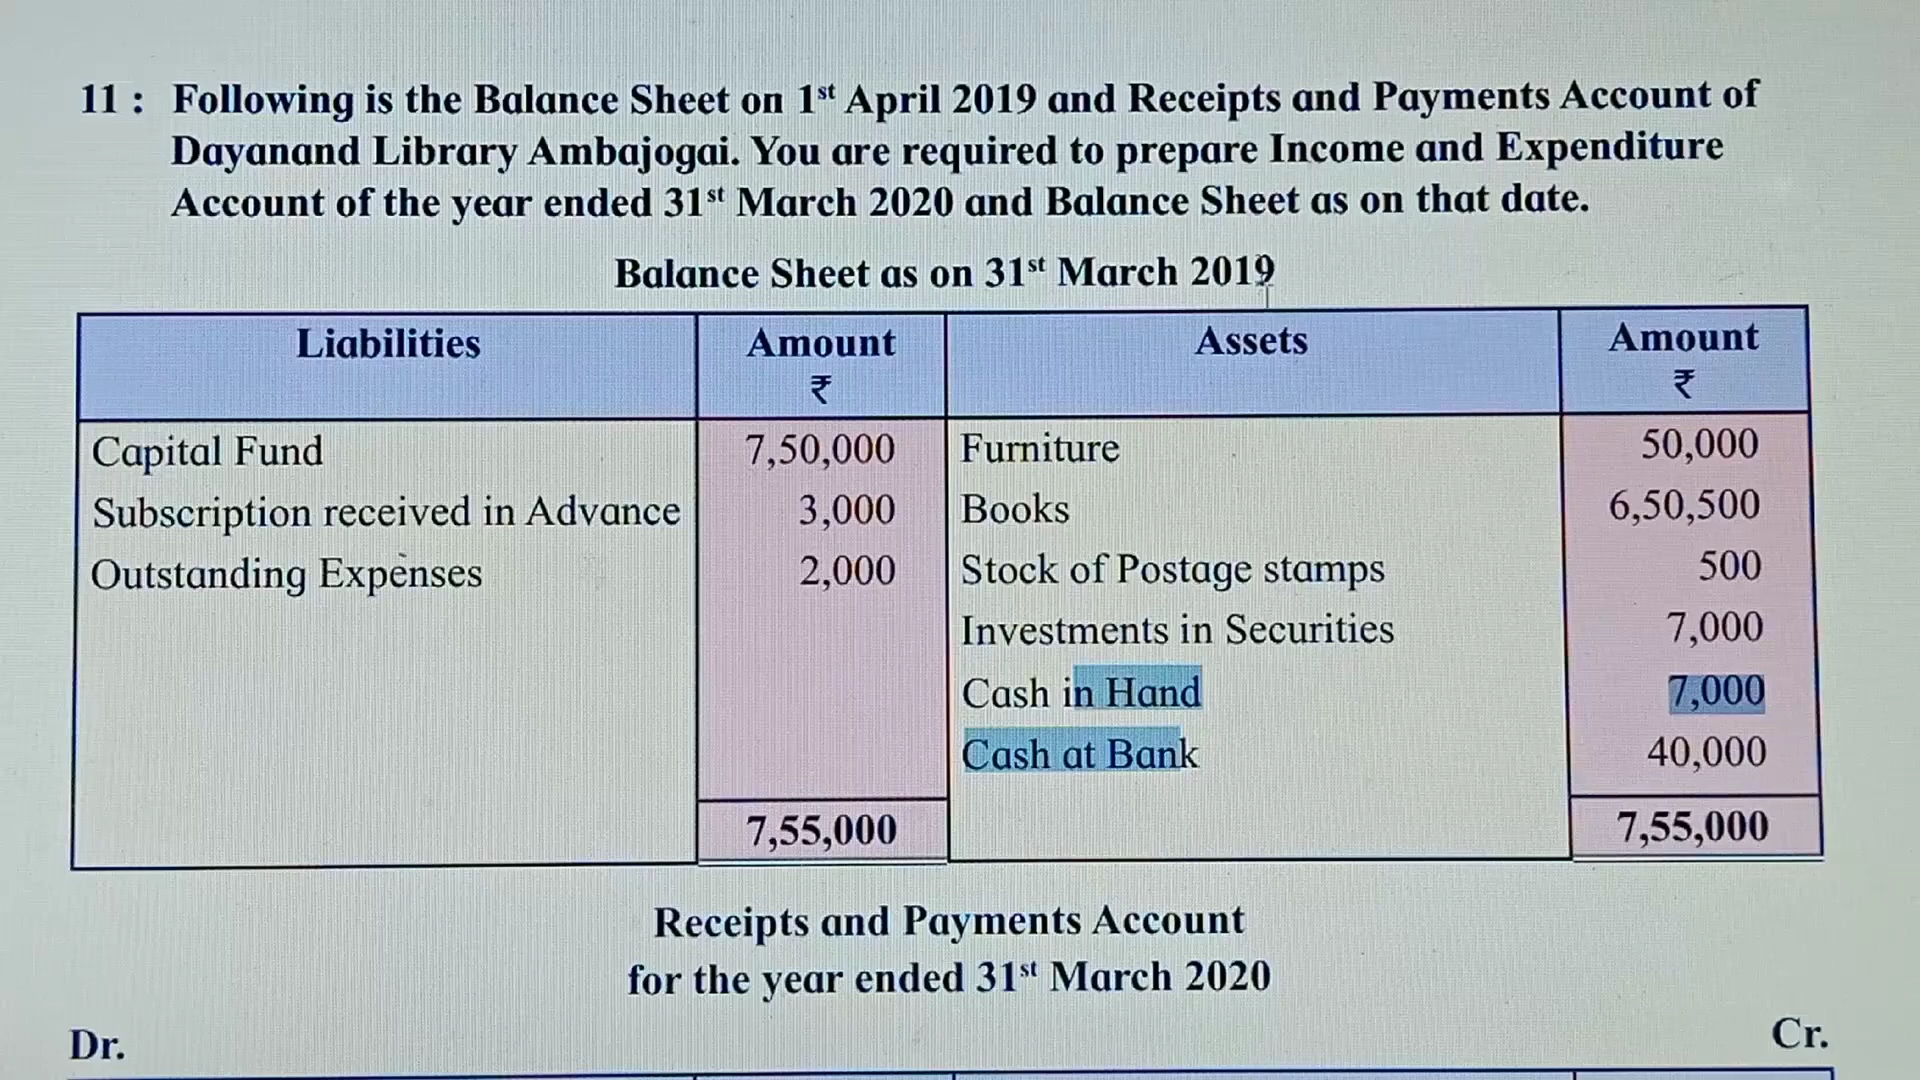 11 : Following is the Balance Sheet on 1st April 2019 and Receipts and Payments Account of
Dayanand Library Ambajogai. You are required to prepare Income and Expenditure
Account of the year ended 31st March 2020 and Balance Sheet as on that date.
Balance Sheet as on 31st March 2019
Liabilities Amount ₹ Assets Amount ₹
Capital Fund 7,50,000 Furniture 50,000
Subscription received in Advance 3,000 Books 6,50,500
Outstanding Expenses 2,000 Stock of Postage stamps 500
Investments in Securities 7,000
Cash in Hand 7,000
Cash at Bank 40,000
7,55,000 7,55,000
Receipts and Payments Account
for the year ended 31st March 2020
Dr. Cr.